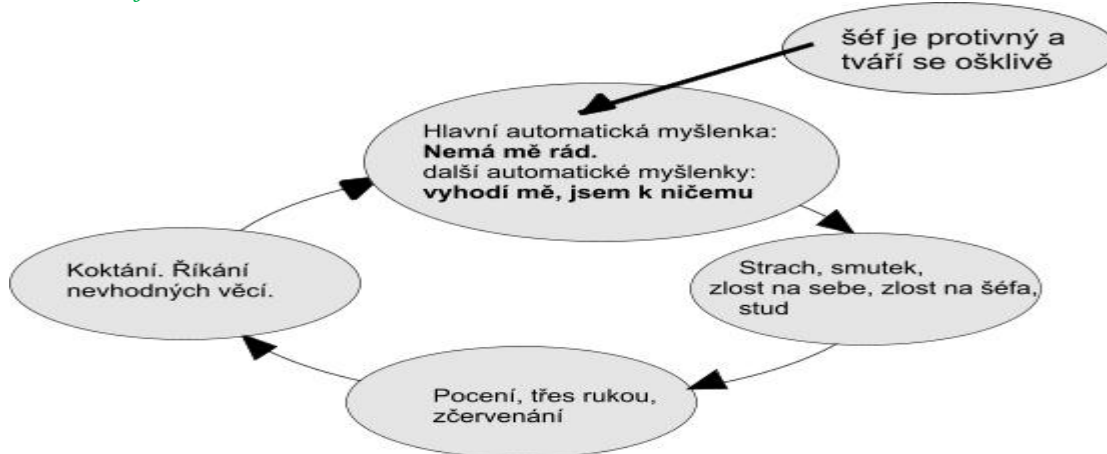 šéf je protivný a
tváří se ošklivě
Hlavní automatická myšlenka:
Nemá mě rád.
další automatické myšlenky:
vyhodí mě, jsem k ničemu
Strach, smutek,
zlost na sebe, zlost na šéfa,
stud
Pocení, třes rukou,
zčervenání
Koktání. Říkání
nevhodných věcí.